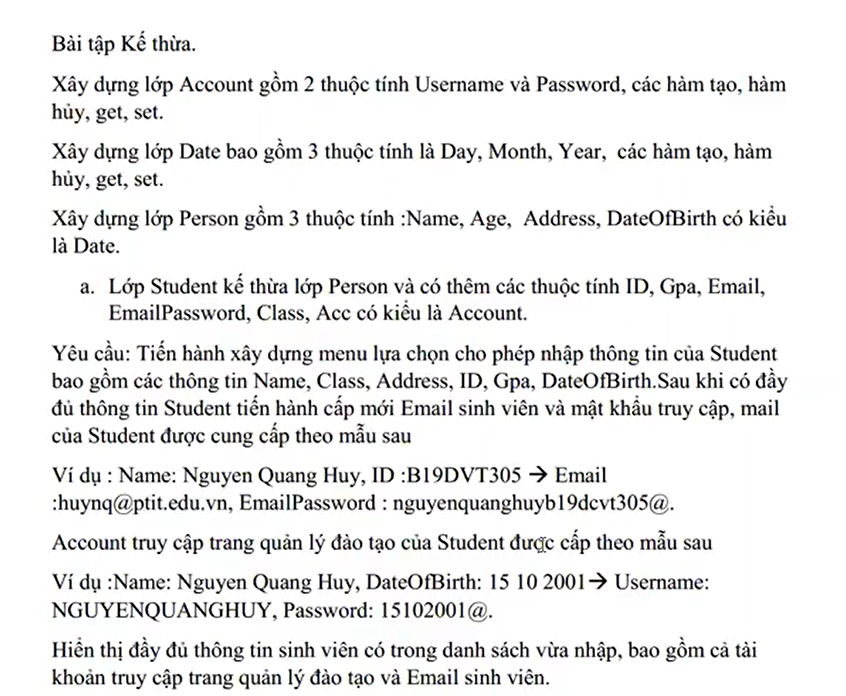 Bài tập Kế thừa.
Xây dựng lớp Account gồm 2 thuộc tính Username và Password, các hàm tạo, hàm
hủy, get, set.
Xây dựng lớp Date bao gồm 3 thuộc tính là Day, Month, Year, các hàm tạo, hàm
hủy, get, set.
Xây dựng lớp Person gồm 3 thuộc tính :Name, Age, Address, DateOfBirth có kiểu
là Date.
a. Lớp Student kế thừa lớp Person và có thêm các thuộc tính ID, Gpa, Email,
EmailPassword, Class, Acc có kiểu là Account.
Yêu cầu: Tiến hành xây dựng menu lựa chọn cho phép nhập thông tin của Student
bao gồm các thông tin Name, Class, Address, ID, Gpa, DateOfBirth.Sau khi có đầy
đủ thông tin Student tiến hành cấp mới Email sinh viên và mật khẩu truy cập, mail
của Student được cung cấp theo mẫu sau
Ví dụ : Name: Nguyen Quang Huy, ID :B19DVT305 → Email
:huynq@ptit.edu.vn, EmailPassword : nguyenquanghuyb19dcvt305@.
Account truy cập trang quản lý đào tạo của Student được cấp theo mẫu sau
Ví dụ :Name: Nguyen Quang Huy, DateOfBirth: 15 10 2001→ Username:
NGUYENQUANGHUY, Password: 15102001@.
Hiển thị đầy đủ thông tin sinh viên có trong danh sách vừa nhập, bao gồm cả tài
khoản truy cập trang quản lý đào tạo và Email sinh viên.